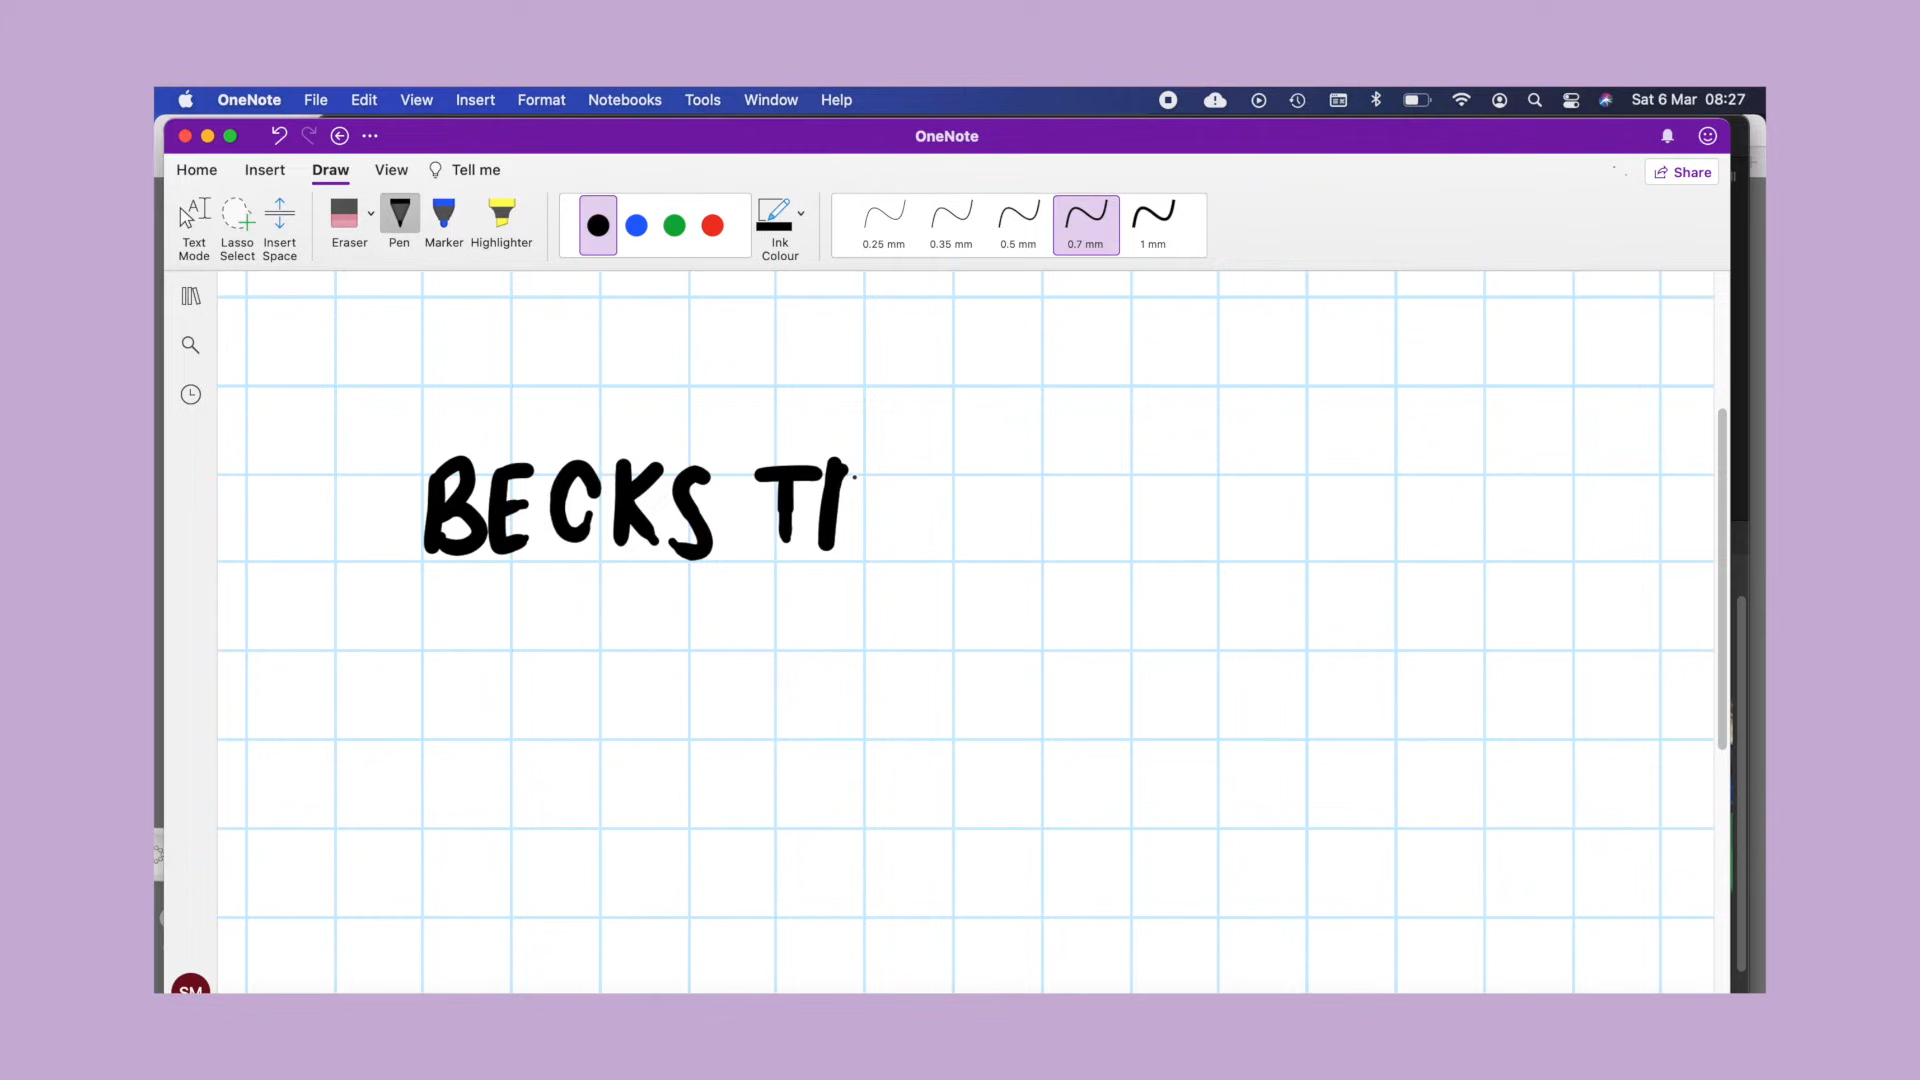 OneNote File Edit View Insert Format Notebooks Tools Window Help Sat 6 Mar 08:27
OneNote
Home Insert Draw View Tell me Share
Text Mode Lasso Select Insert Space Eraser Pen Marker Highlighter Ink Colour 0.25 mm 0.35 mm 0.5 mm 0.7 mm 1 mm
BECKS TI
SM